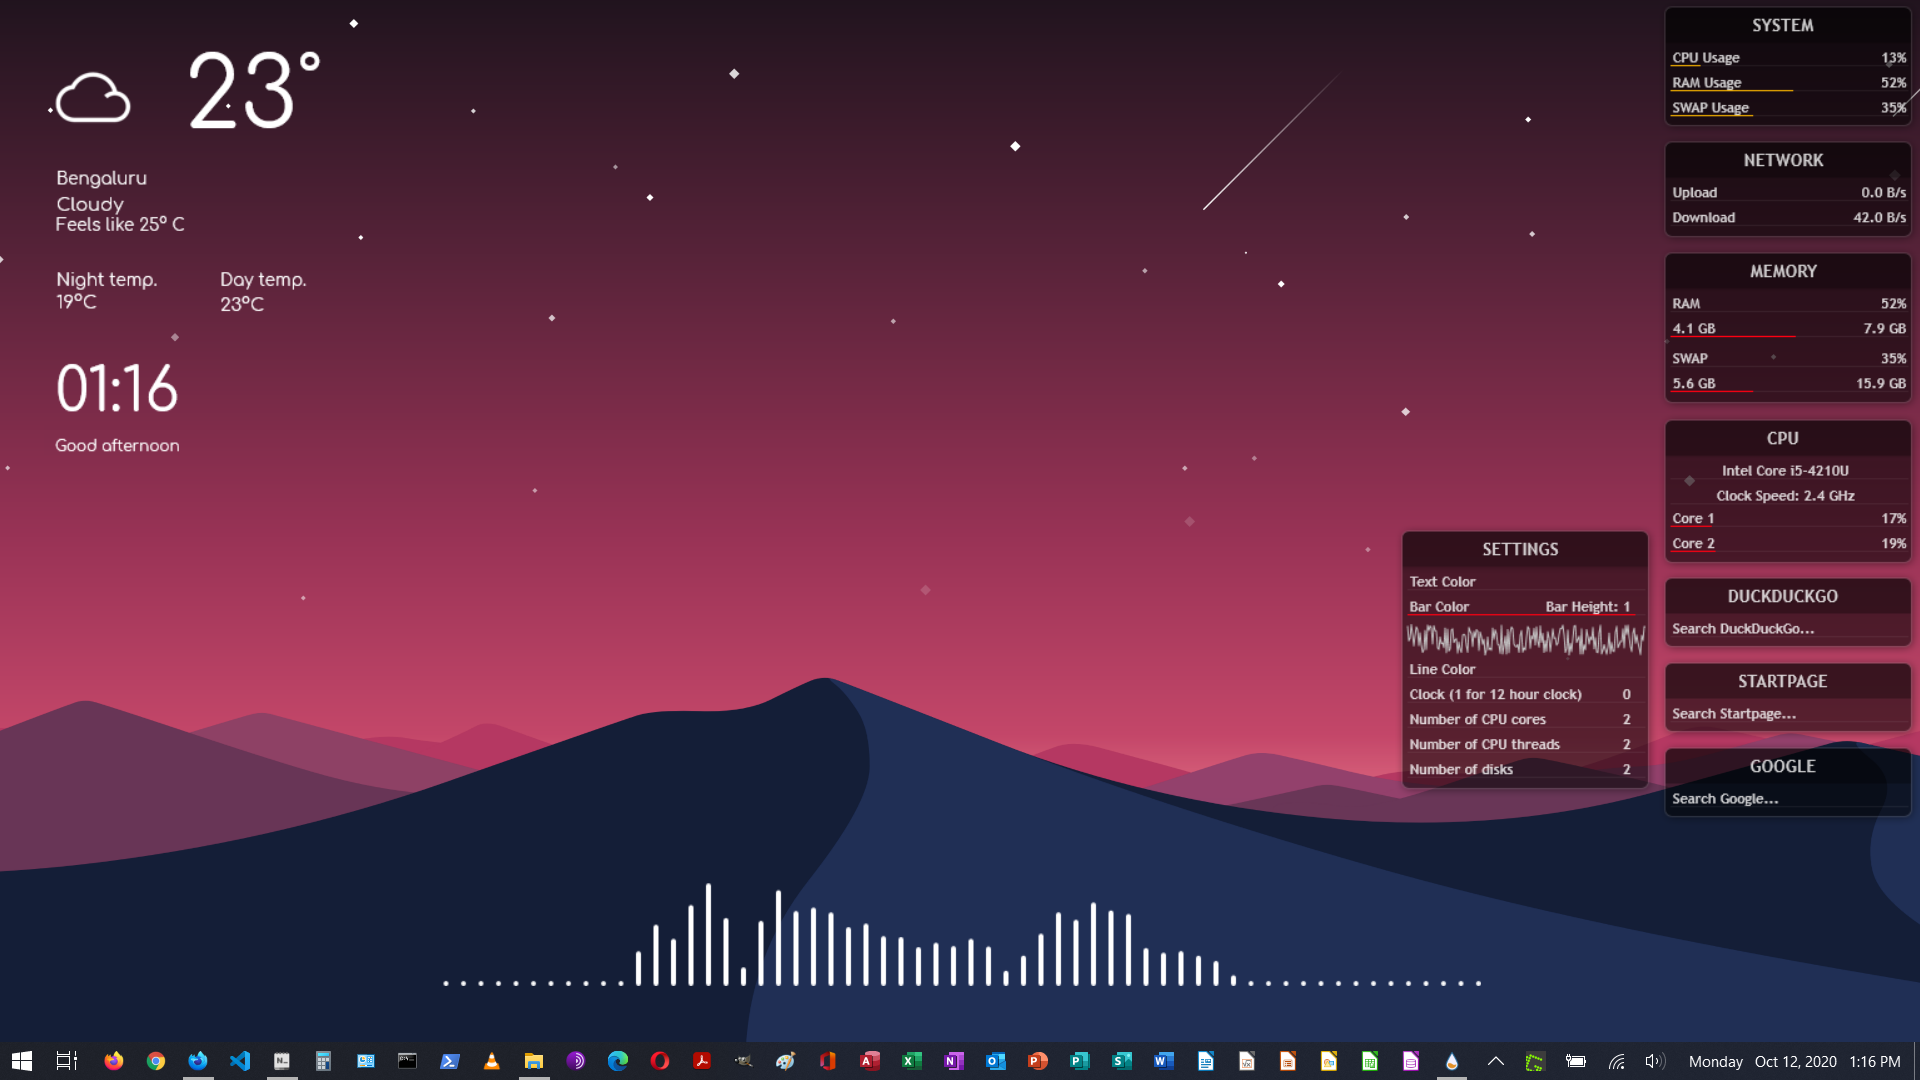 23°
Bengaluru
Cloudy
Feels like 25° C
Night temp.
19°C
Day temp.
23°C
01:16
Good afternoon
SYSTEM
CPU Usage 13%
RAM Usage 52%
SWAP Usage 35%
NETWORK
Upload 0.0 B/s
Download 42.0 B/s
MEMORY
RAM 52%
4.1 GB 7.9 GB
SWAP 35%
5.6 GB 15.9 GB
CPU
Intel Core i5-4210U
Clock Speed: 2.4 GHz
Core 1 17%
Core 2 19%
SETTINGS
Text Color
Bar Color Bar Height: 1
Line Color
Clock (1 for 12 hour clock) 0
Number of CPU cores 2
Number of CPU threads 2
Number of disks 2
DUCKDUCKGO
Search DuckDuckGo...
STARTPAGE
Search Startpage...
GOOGLE
Search Google...
Monday Oct 12, 2020 1:16 PM